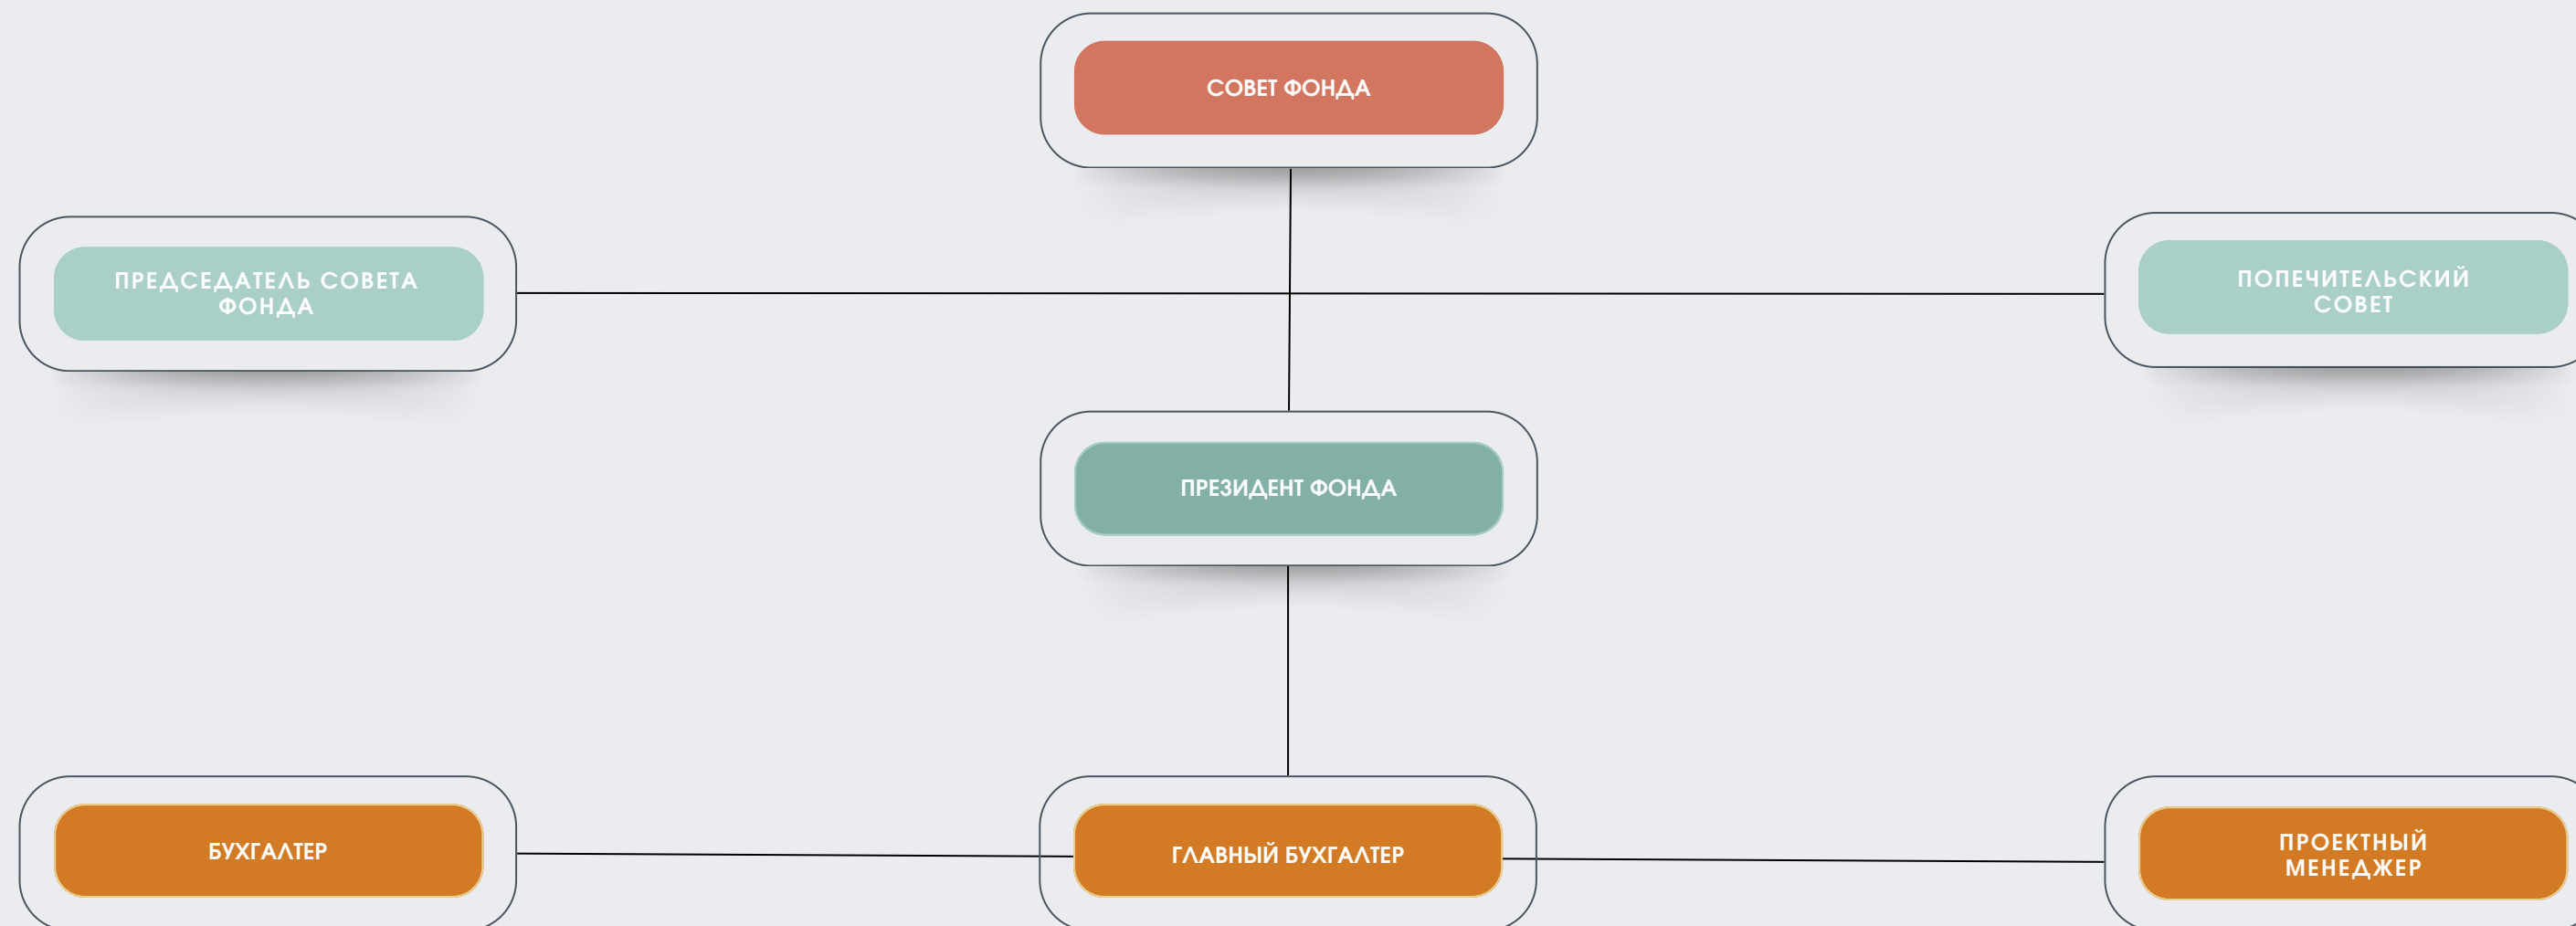 СОВЕТ ФОНДА
ПРЕДСЕДАТЕЛЬ СОВЕТА
ФОНДА
ПОПЕЧИТЕЛЬСКИЙ
СОВЕТ
ПРЕЗИДЕНТ ФОНДА
БУХГАЛТЕР
ГЛАВНЫЙ БУХГАЛТЕР
ПРОЕКТНЫЙ
МЕНЕДЖЕР